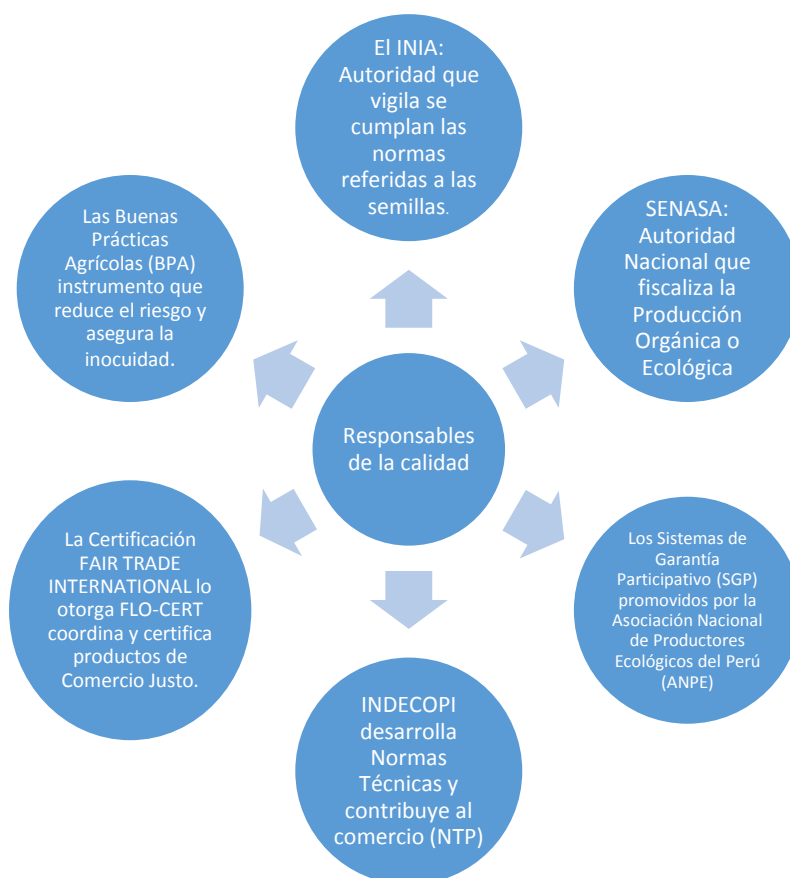 El INIA:
Autoridad que
vigila se
cumplan las
normas
referidas a las
semillas.
SENASA:
Autoridad
Nacional que
fiscaliza la
Producción
Orgánica o
Ecológica
Las Buenas
Prácticas
Agrícolas (BPA)
instrumento que
reduce el riesgo y
asegura la
inocuidad.
Responsables
de la calidad
Los Sistemas de
Garantía
Participativo (SGP)
promovidos por la
Asociación Nacional
de Productores
Ecológicos del Perú
(ANPE)
La Certificación
FAIR TRADE
INTERNATIONAL lo
otorga FLO-CERT
coordina y certifica
productos de
Comercio Justo.
INDECOPI
desarrolla
Normas
Técnicas y
contribuye al
comercio (NTP)